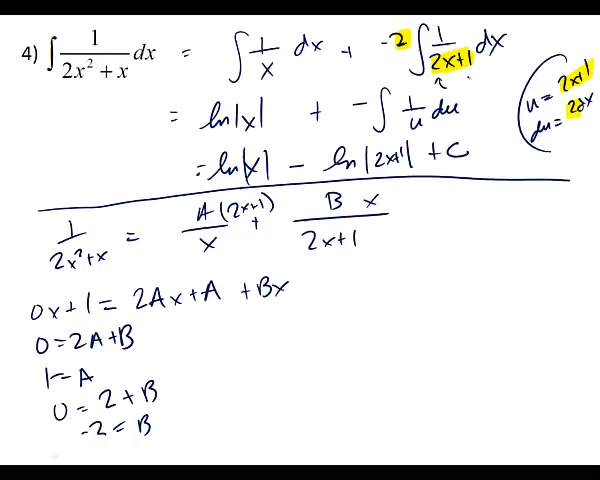 4) ∫ 1/(2x² + x) dx = ∫ 1/x dx + -2 ∫ 1/(2x+1) dx
u = 2x+1
du = 2dx
= ln|x| + - ∫ 1/u du
= ln|x| - ln|2x+1| + C
1/(2x²+x) = A(2x+1)/x + B x/(2x+1)
0x+1 = 2Ax+A +Bx
0=2A+B
1=A
0 = 2+B
-2 = B